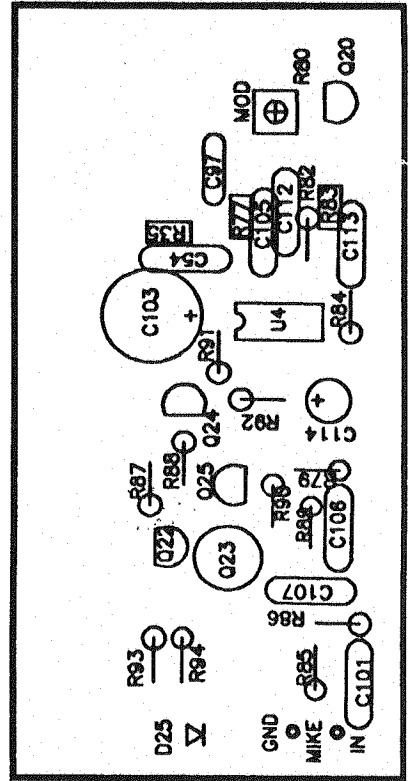 MOD
R80
Q20
C97
R77
C105
C112
R82
R83
C113
R35
C54
C103
+
U4
R84
R91
Q24
R92
+
C114
R87
R88
Q25
R79
R96
R89
C106
Q22
Q23
C107
R86
R93
R94
R85
C101
D25
GND
MIKE
IN